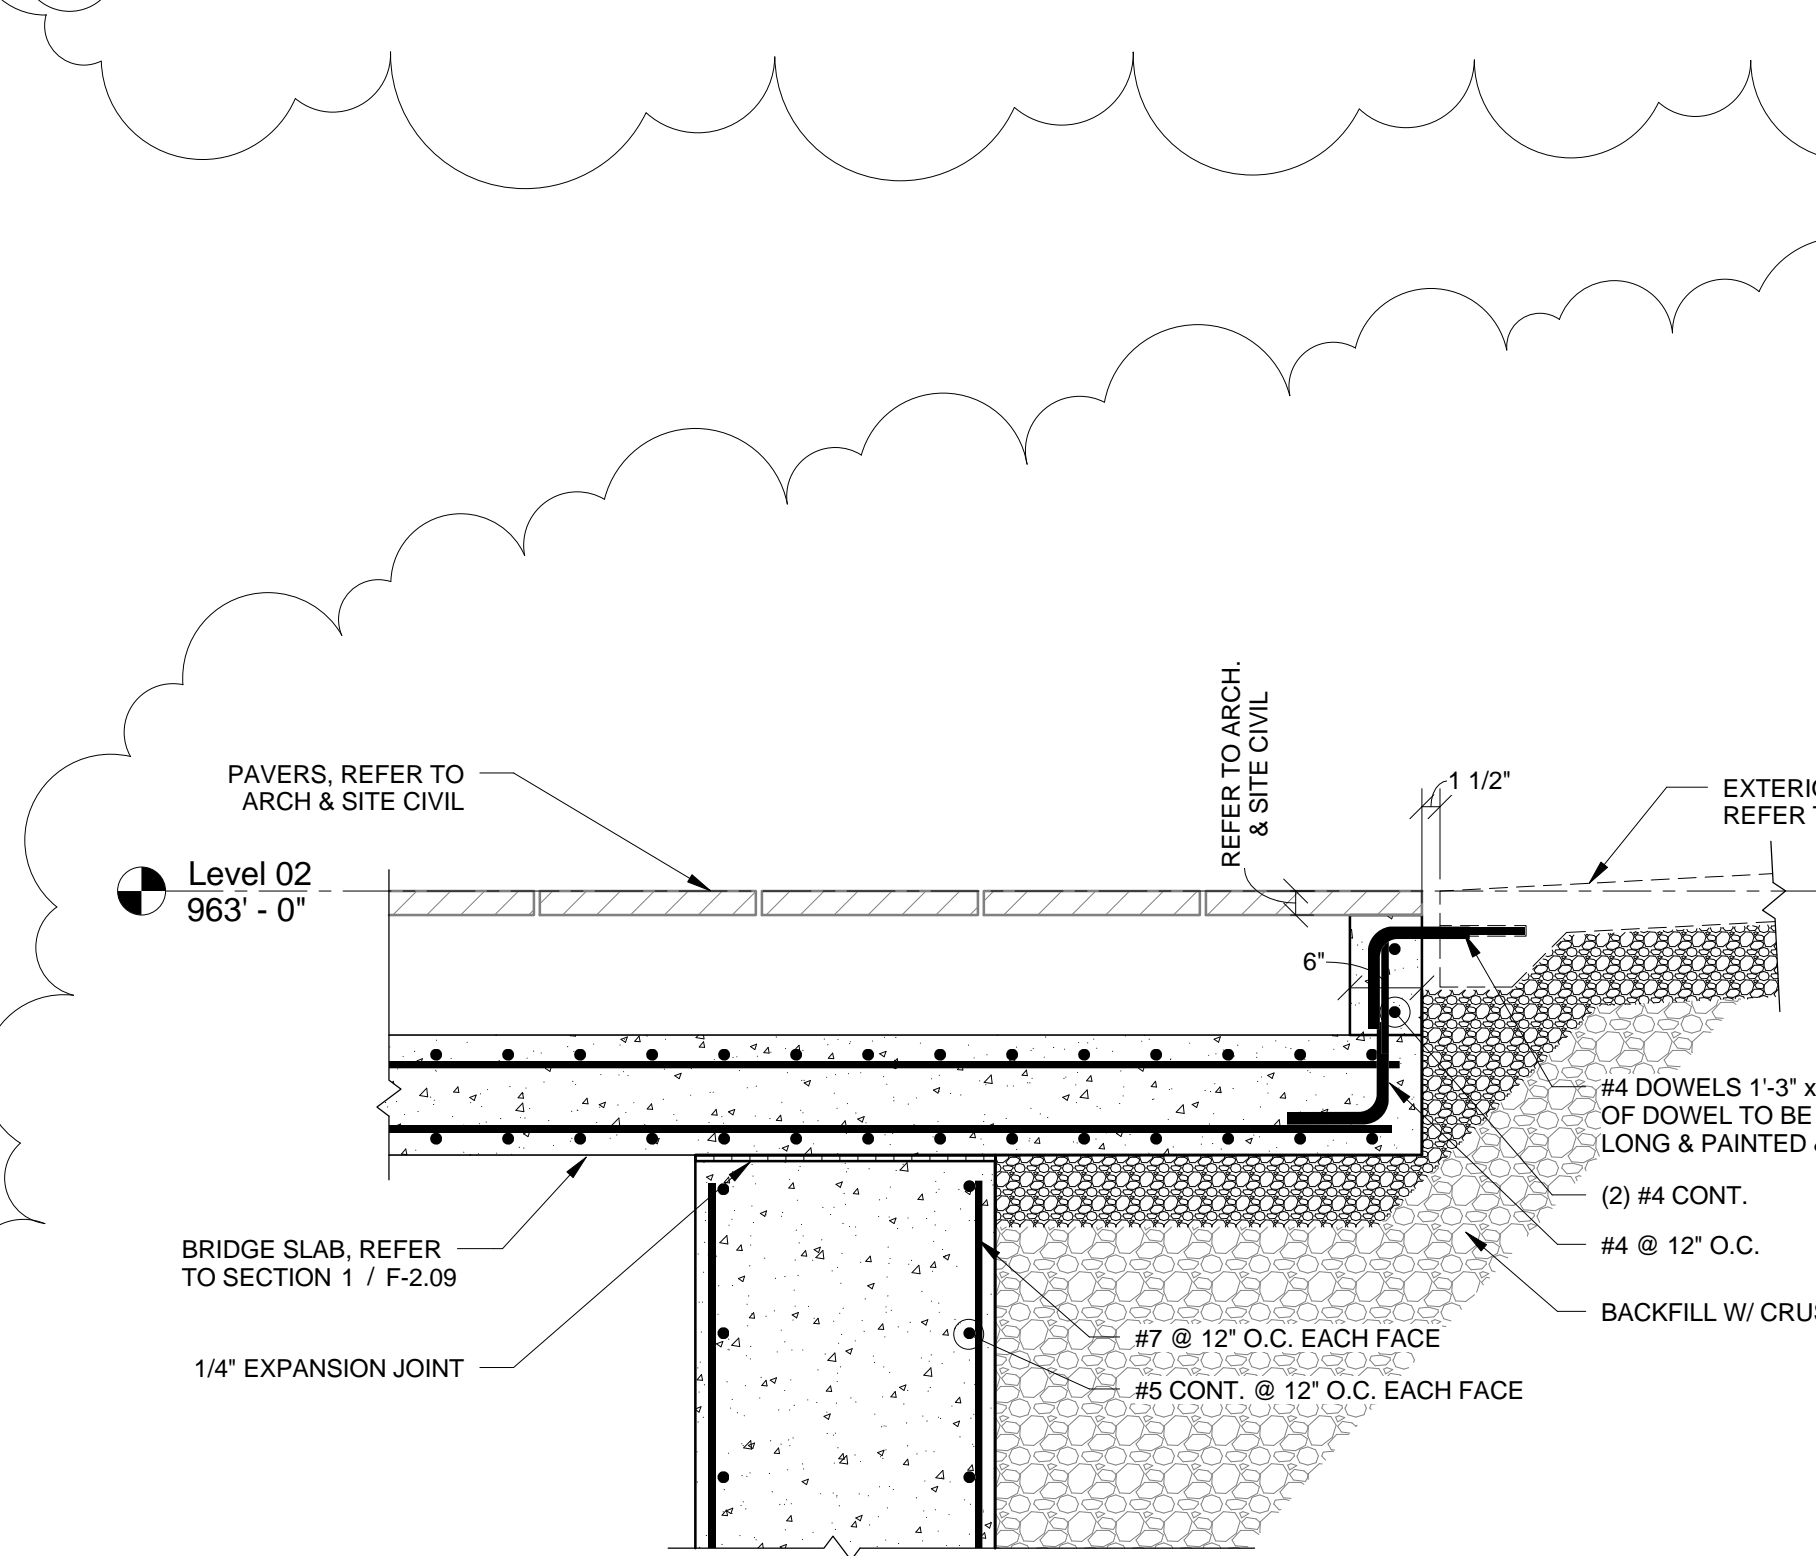 REFER TO ARCH.
& SITE CIVIL
PAVERS, REFER TO
ARCH & SITE CIVIL
1 1/2"
REFER
Level 02
963' - 0"
6"
#4 DOWELS 1'-3" x
OF DOWEL TO BE
LONG & PAINTED
(2) #4 CONT.
#4 @ 12" O.C.
BACKFILL W/
BRIDGE SLAB, REFER
TO SECTION 1 / F-2.09
1/4" EXPANSION JOINT
#7 @ 12" O.C. EACH FACE
#5 CONT. @ 12" O.C. EACH FACE